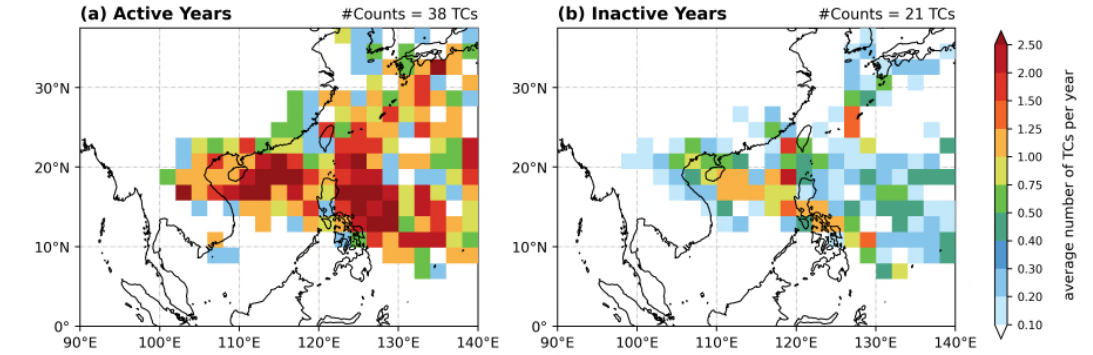 (a) Active Years #Counts = 38 TCs
(b) Inactive Years #Counts = 21 TCs
30°N
20°N
10°N
0°
90°E 100°E 110°E 120°E 130°E 140°E
30°N
20°N
10°N
0°
90°E 100°E 110°E 120°E 130°E 140°E
2.50
2.00
1.50
1.25
1.00
0.75
0.50
0.40
0.30
0.20
0.10
average number of TCs per year